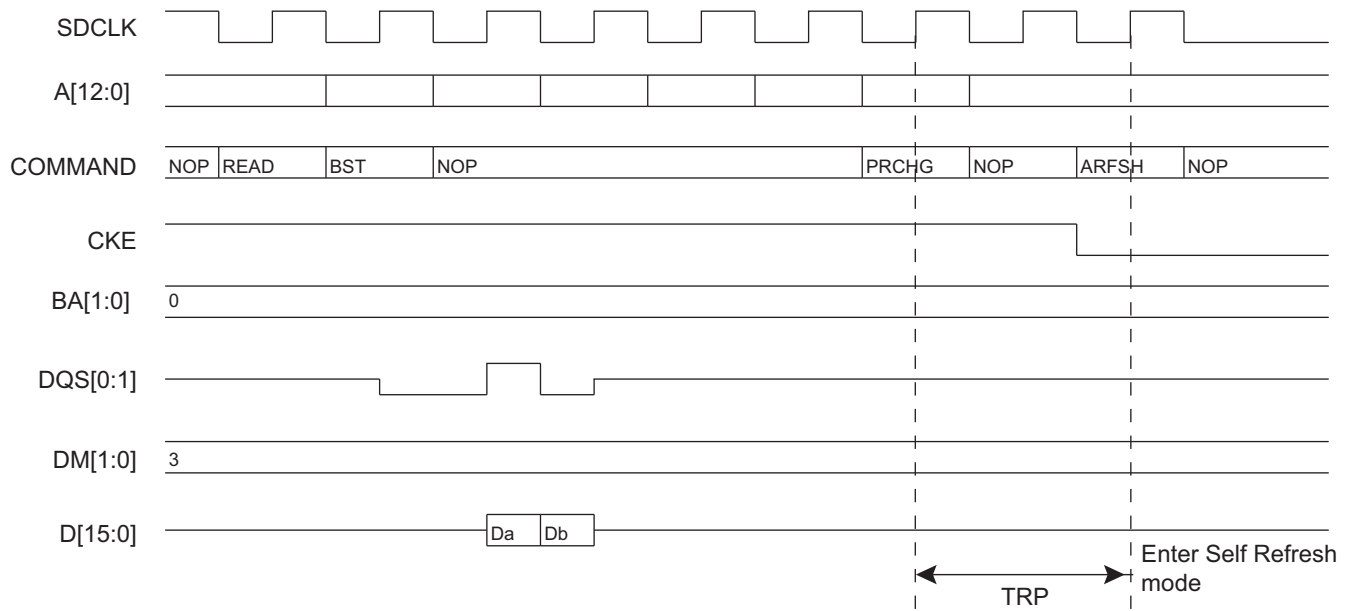 SDCLK
A[12:0]
COMMAND NOP READ BST NOP PRCHG NOP ARFSH NOP
CKE
BA[1:0] 0
DQS[0:1]
DM[1:0] 3
D[15:0] Da Db
TRP
Enter Self Refresh
mode